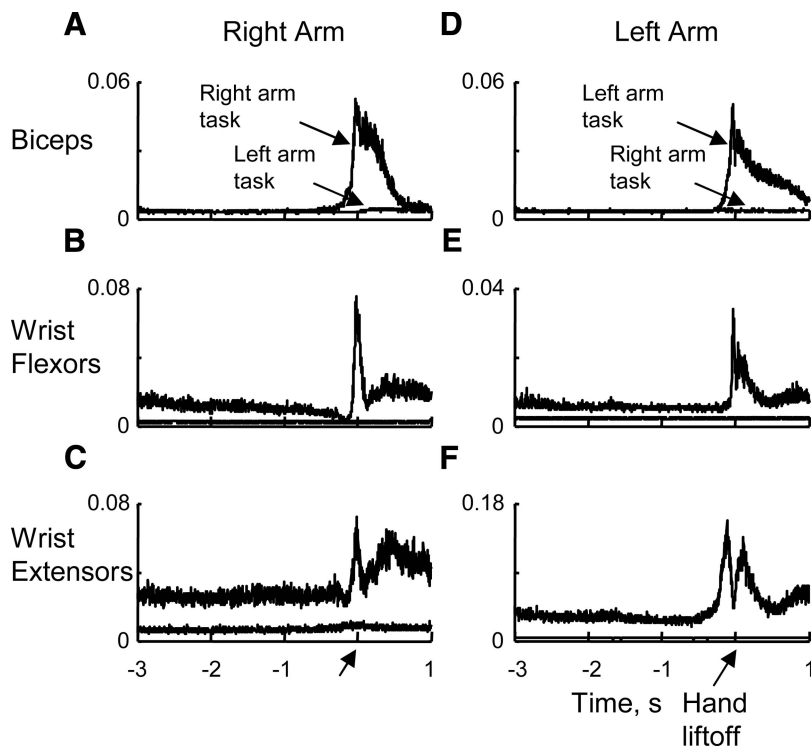 A
Right Arm
D
Left Arm
Biceps
0.06
Right arm
task
Left arm
task
0
0.06
Left arm
task
Right arm
task
0
B
E
Wrist
Flexors
0.08
0
0.04
0
C
F
Wrist
Extensors
0.08
0
0.18
0
-3 -2 -1 1
-3 -2 -1 1
Time, s
Hand
liftoff